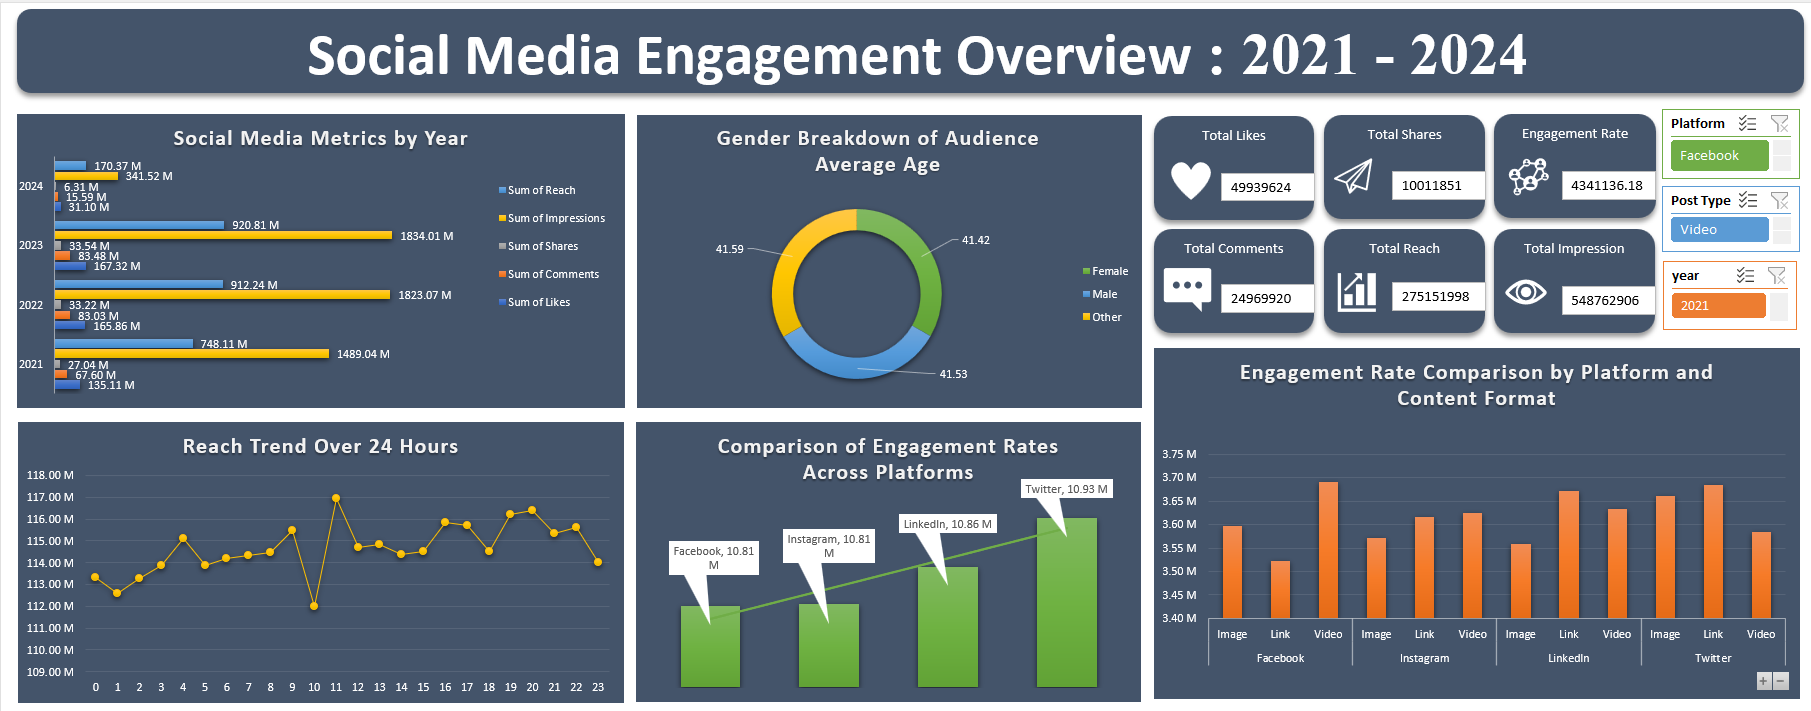 Social Media Engagement Overview : 2021 - 2024
Social Media Metrics by Year
2024
170.37 M
341.52 M
6.31 M
15.59 M
31.10 M
2023
920.81 M
1834.01 M
33.54 M
83.48 M
167.32 M
2022
912.24 M
1823.07 M
33.22 M
83.03 M
165.86 M
2021
748.11 M
1489.04 M
27.04 M
67.60 M
135.11 M
Sum of Reach
Sum of Impressions
Sum of Shares
Sum of Comments
Sum of Likes
Gender Breakdown of Audience
Average Age
41.59
41.42
41.53
Female
Male
Other
Total Likes
49939624
Total Shares
10011851
Engagement Rate
4341136.18
Total Comments
24969920
Total Reach
275151998
Total Impression
548762906
Platform
Facebook
Post Type
Video
year
2021
Reach Trend Over 24 Hours
118.00 M
117.00 M
116.00 M
115.00 M
114.00 M
113.00 M
112.00 M
111.00 M
110.00 M
109.00 M
0 1 2 3 4 5 6 7 8 9 10 11 12 13 14 15 16 17 18 19 20 21 22 23
Comparison of Engagement Rates
Across Platforms
Facebook, 10.81
M
Instagram, 10.81
M
LinkedIn, 10.86 M
Twitter, 10.93 M
Engagement Rate Comparison by Platform and
Content Format
3.75 M
3.70 M
3.65 M
3.60 M
3.55 M
3.50 M
3.45 M
3.40 M
Image Link Video Image Link Video Image Link Video Image Link Video
Facebook Instagram LinkedIn Twitter
+ −